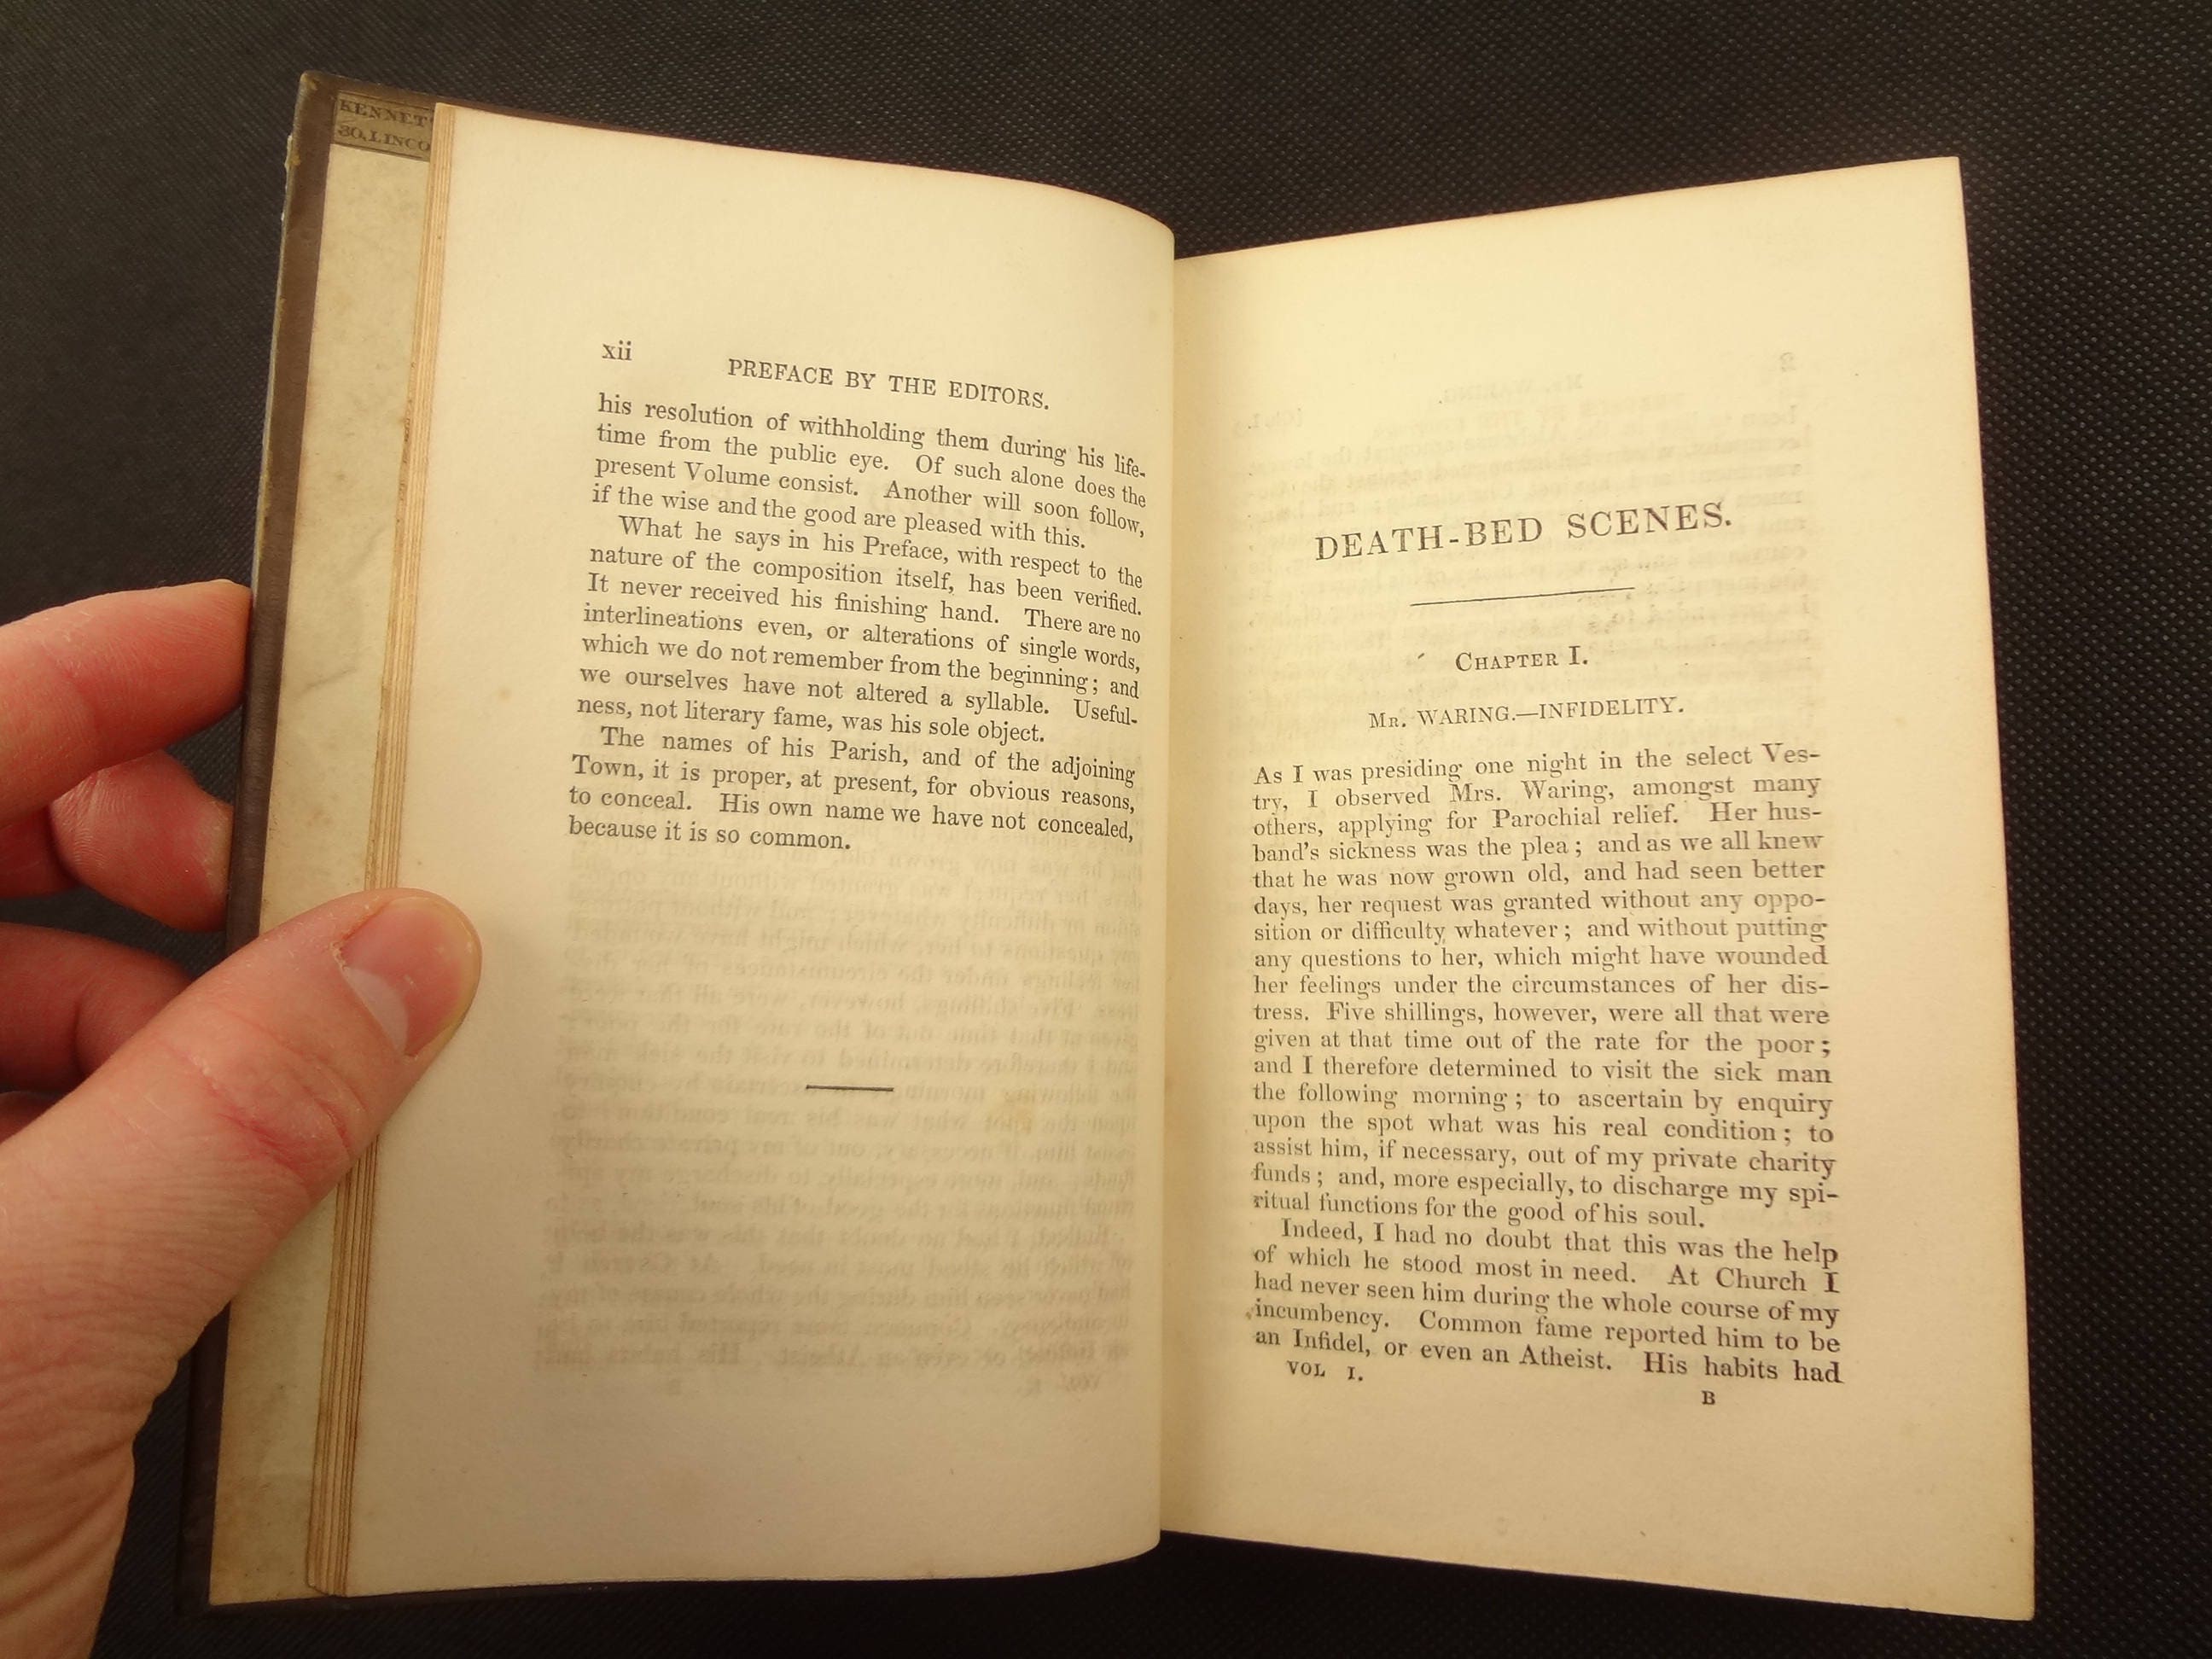 KENNET
30, LINCO
xii
PREFACE BY THE EDITORS.
his resolution of withholding them during his life-
time from the public eye. Of such alone does the
present Volume consist. Another will soon follow,
if the wise and the good are pleased with this.
What he says in his Preface, with respect to the
nature of the composition itself, has been verified.
It never received his finishing hand. There are no
interlineations even, or alterations of single words,
which we do not remember from the beginning; and
we ourselves have not altered a syllable. Useful-
ness, not literary fame, was his sole object.
The names of his Parish, and of the adjoining
Town, it is proper, at present, for obvious reasons,
to conceal. His own name we have not concealed,
because it is so common.
DEATH-BED SCENES.
CHAPTER I.
MR. WARING.—INFIDELITY.
As I was presiding one night in the select Ves-
try, I observed Mrs. Waring, amongst many
others, applying for Parochial relief. Her hus-
band's sickness was the plea; and as we all knew
that he was now grown old, and had seen better
days, her request was granted without any oppo-
sition or difficulty whatever; and without putting
any questions to her, which might have wounded
her feelings under the circumstances of her dis-
tress. Five shillings, however, were all that were
given at that time out of the rate for the poor;
and I therefore determined to visit the sick man
the following morning; to ascertain by enquiry
upon the spot what was his real condition; to
assist him, if necessary, out of my private charity
funds; and, more especially, to discharge my spi-
ritual functions for the good of his soul.
Indeed, I had no doubt that this was the help
of which he stood most in need. At Church I
had never seen him during the whole course of my
incumbency. Common fame reported him to be
an Infidel, or even an Atheist. His habits had
VOL I.
B